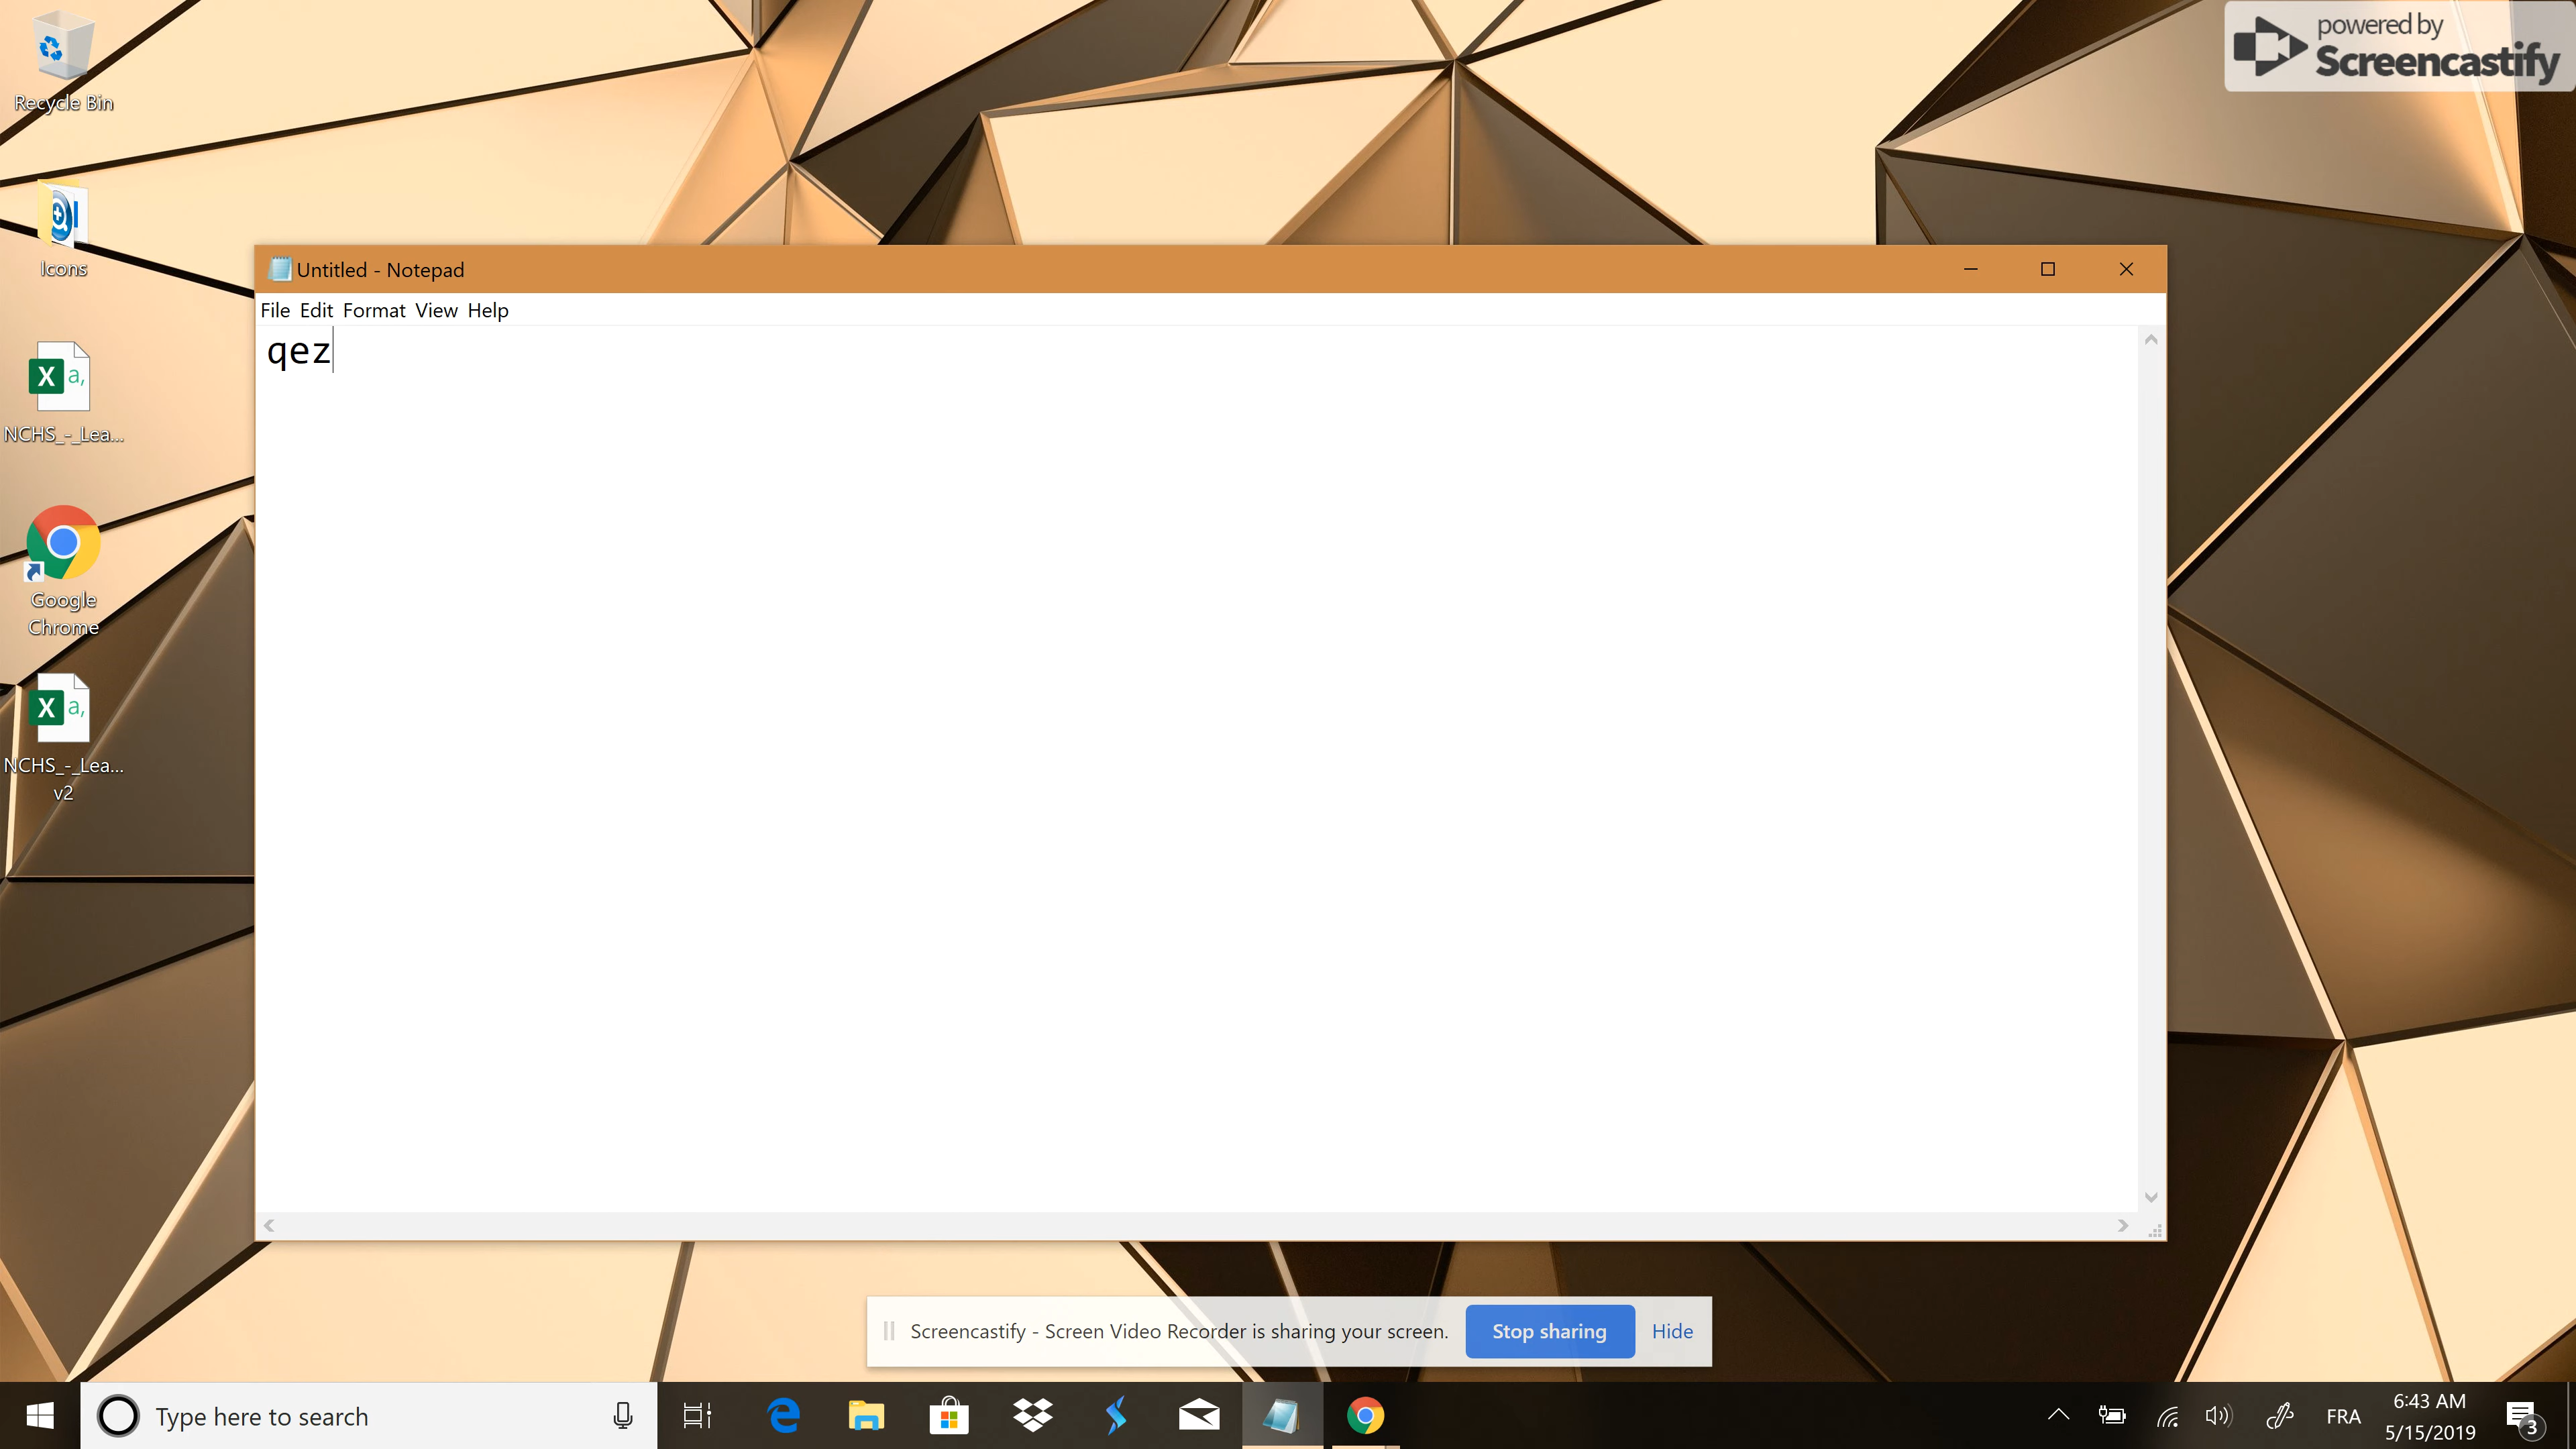 powered by
Screencastify
Recycle Bin
Icons
NCHS_-_Lea...
Google
Chrome
NCHS_-_Lea...
v2
Untitled - Notepad
File Edit Format View Help
qez
X a,
X a,
Screencastify - Screen Video Recorder is sharing your screen.
Stop sharing
Hide
Type here to search
FRA
6:43 AM
5/15/2019
3